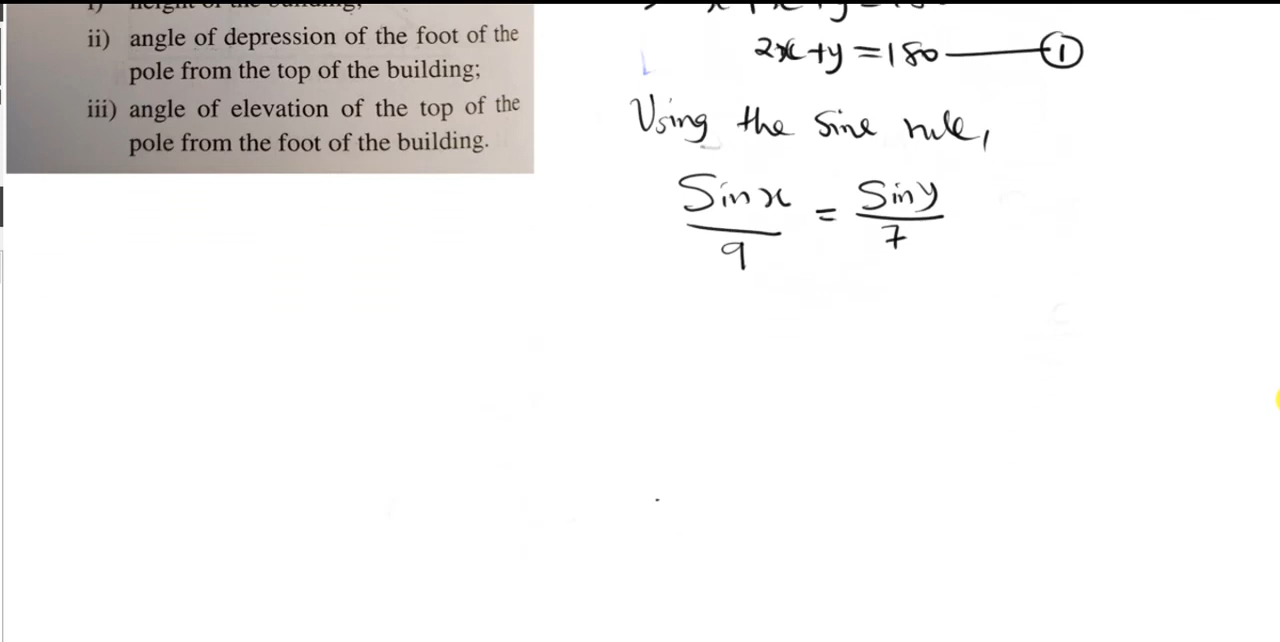 ii) angle of depression of the foot of the
pole from the top of the building;
iii) angle of elevation of the top of the
pole from the foot of the building.
2x+y=180 ——— ①
Using the sine rule,
Sin x / 9 = Sin y / 7